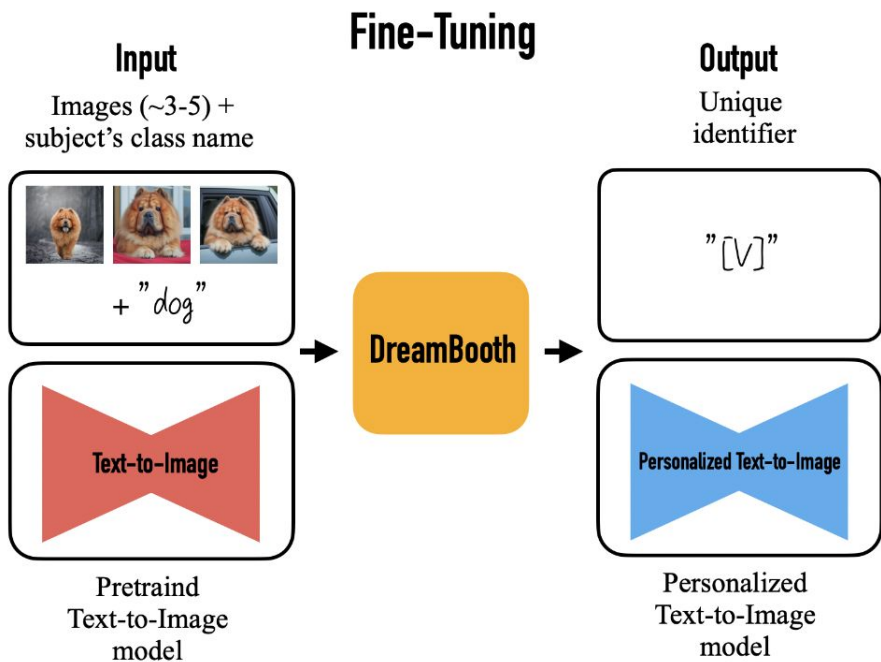 Fine-Tuning
Input
Images (~3-5) +
subject's class name
+ "dog"
Text-to-Image
Pretraind
Text-to-Image
model
DreamBooth
Output
Unique
identifier
"[V]"
Personalized Text-to-Image
Personalized
Text-to-Image
model